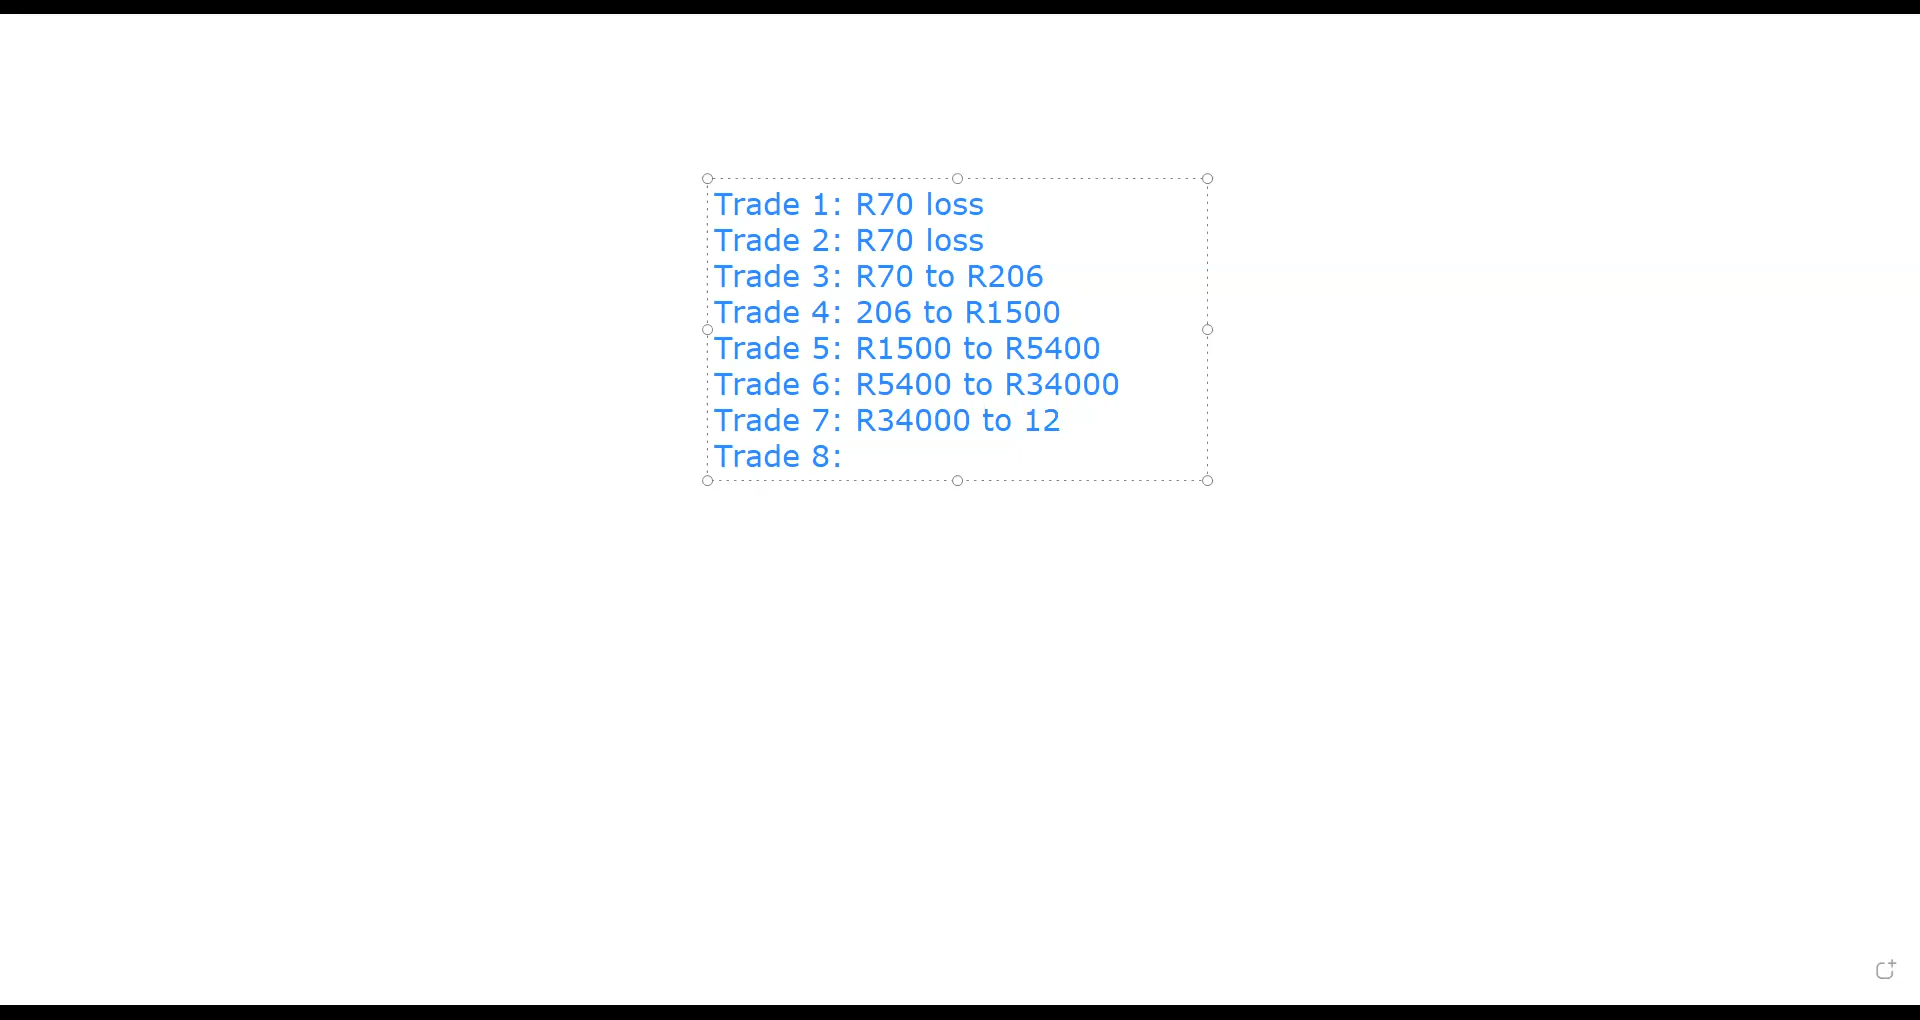 Trade 1: R70 loss
Trade 2: R70 loss
Trade 3: R70 to R206
Trade 4: 206 to R1500
Trade 5: R1500 to R5400
Trade 6: R5400 to R34000
Trade 7: R34000 to 12
Trade 8: